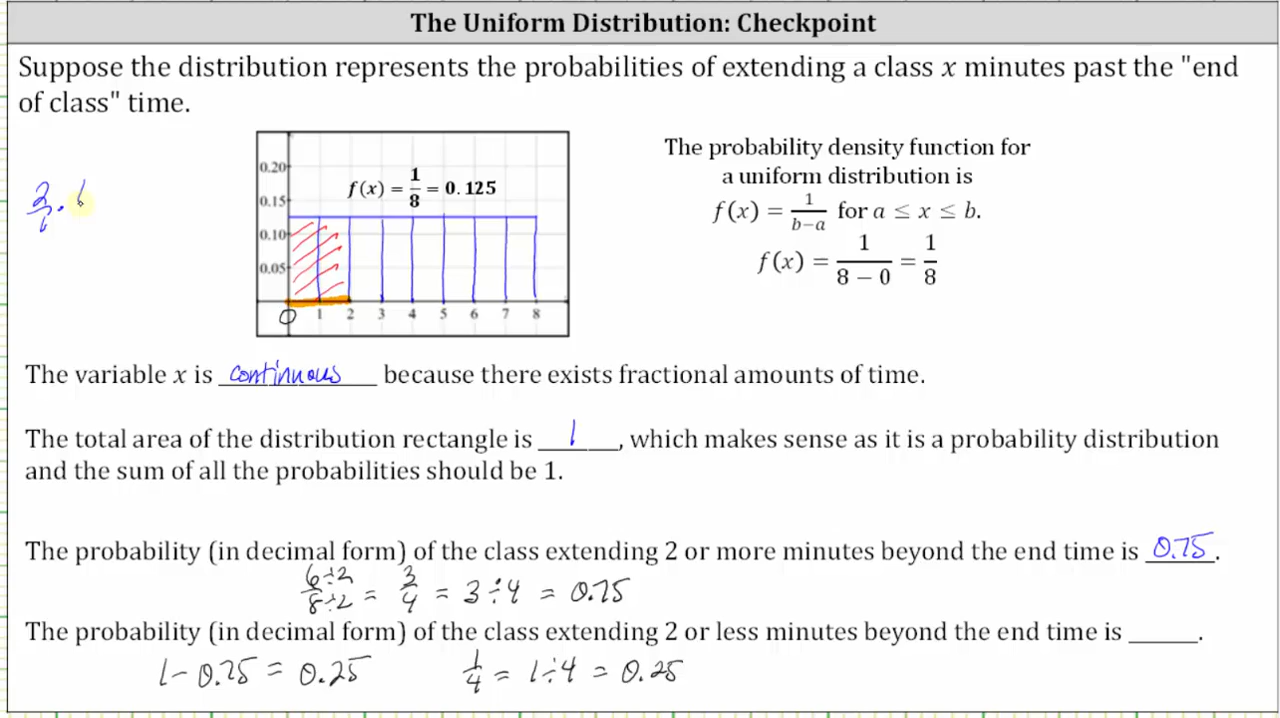 The Uniform Distribution: Checkpoint
Suppose the distribution represents the probabilities of extending a class x minutes past the "end
of class" time.
0.20
0.15
0.10
0.05
f(x) = 1/8 = 0.125
0 1 2 3 4 5 6 7 8
The probability density function for
a uniform distribution is
f(x) = 1/(b−a) for a ≤ x ≤ b.
f(x) = 1/(8 − 0) = 1/8
The variable x is continuous because there exists fractional amounts of time.
The total area of the distribution rectangle is 1, which makes sense as it is a probability distribution
and the sum of all the probabilities should be 1.
The probability (in decimal form) of the class extending 2 or more minutes beyond the end time is 0.75.
6÷2/8÷2 = 3/4 = 3÷4 = 0.75
The probability (in decimal form) of the class extending 2 or less minutes beyond the end time is ______.
1 - 0.75 = 0.25 1/4 = 1÷4 = 0.25